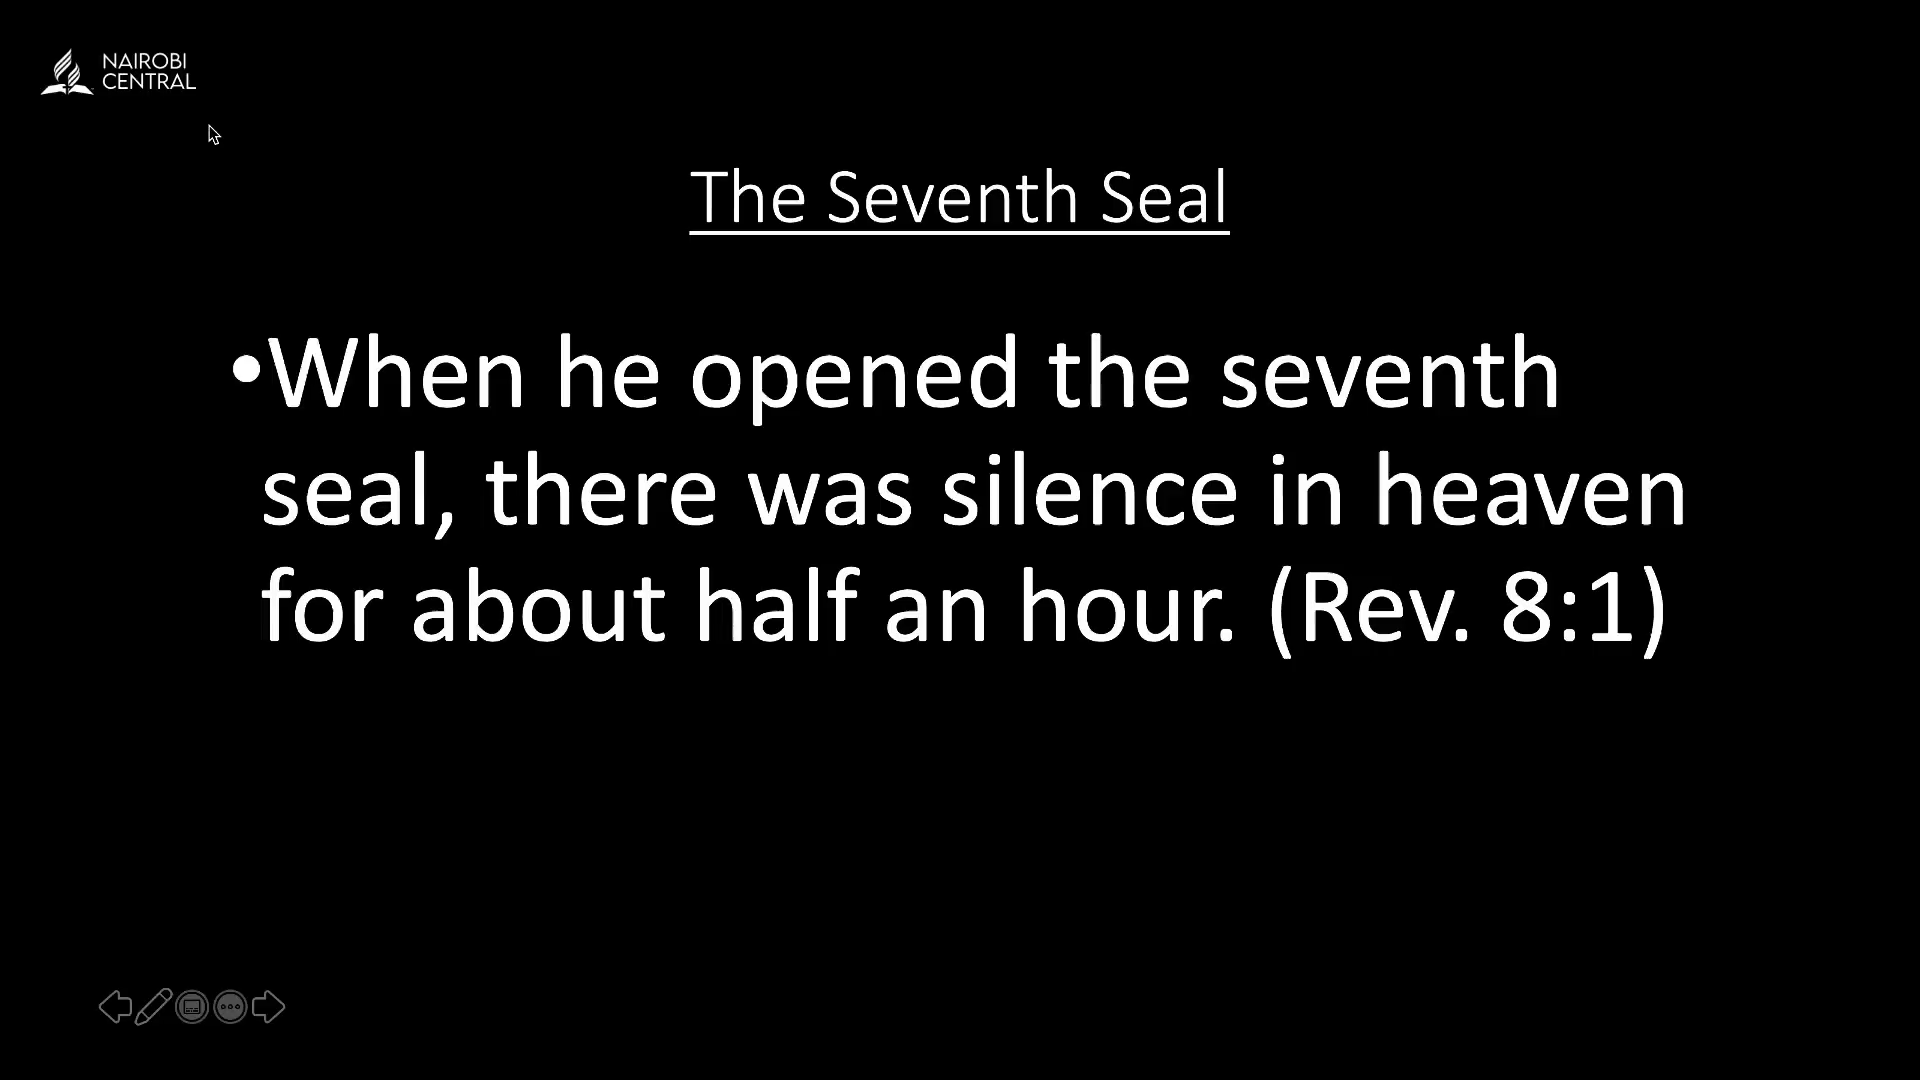 NAIROBI
CENTRAL
The Seventh Seal
•When he opened the seventh
seal, there was silence in heaven
for about half an hour. (Rev. 8:1)